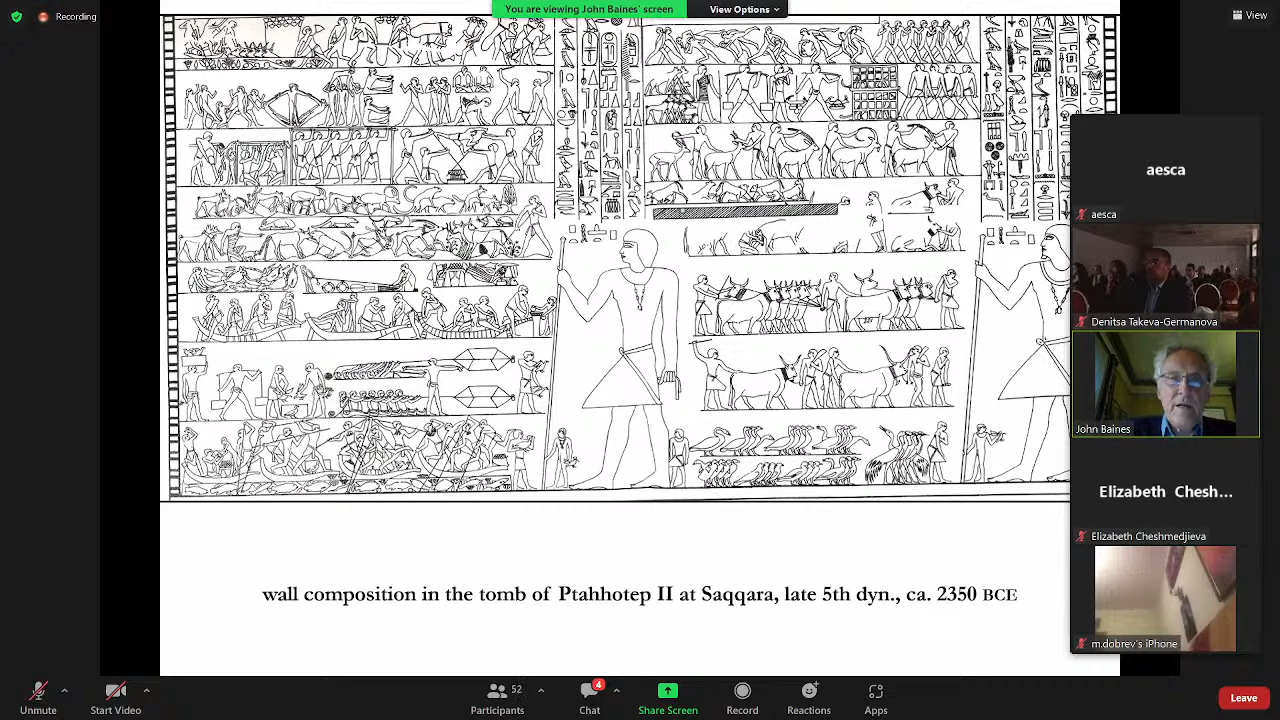 Recording
You are viewing John Baines' screen
View Options
View
aesca
aesca
Denitsa Takeva-Germanova
John Baines
Elizabeth Chesh...
Elizabeth Cheshmedjieva
m.dobrev's iPhone
wall composition in the tomb of Ptahhotep II at Saqqara, late 5th dyn., ca. 2350 BCE
Unmute
Start Video
52
Participants
4
Chat
Share Screen
Record
Reactions
Apps
Leave